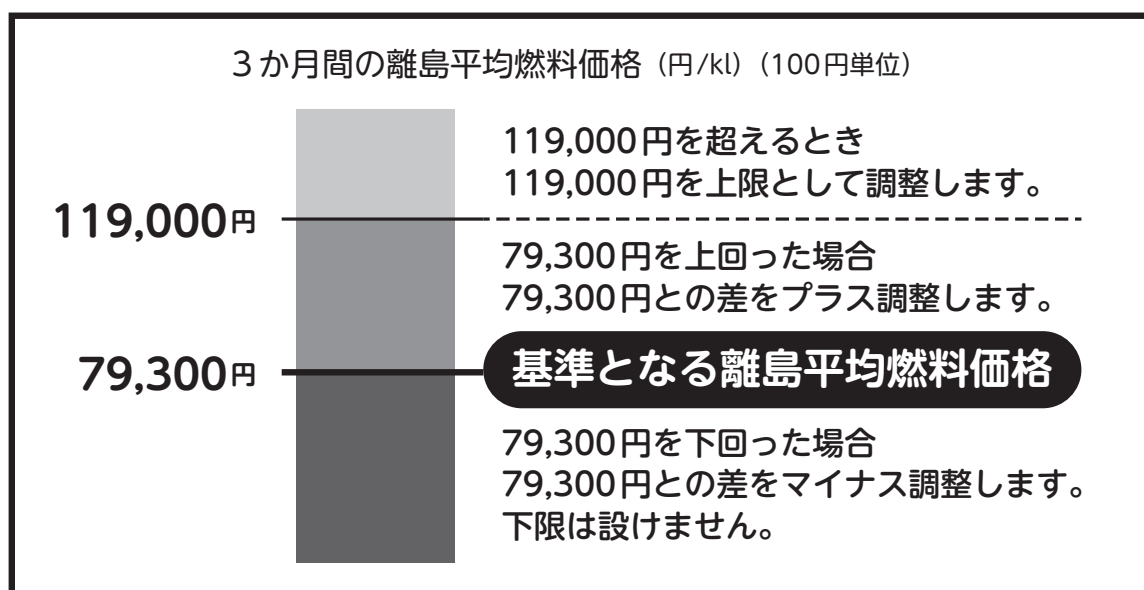 ３か月間の離島平均燃料価格（円/kl）（100円単位）
119,000円を超えるとき
119,000円を上限として調整します。
119,000円
79,300円を上回った場合
79,300円との差をプラス調整します。
79,300円
基準となる離島平均燃料価格
79,300円を下回った場合
79,300円との差をマイナス調整します。
下限は設けません。